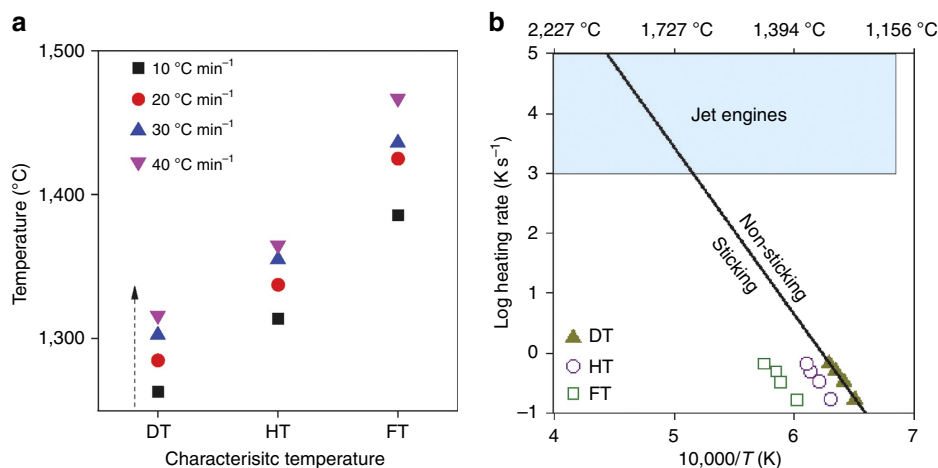 a
Temperature (°C)
1,500
1,400
1,300
10 °C min⁻¹
20 °C min⁻¹
30 °C min⁻¹
40 °C min⁻¹
DT
HT
FT
Characterisitc temperature
b
2,227 °C
1,727 °C
1,394 °C
1,156 °C
Log heating rate (K s⁻¹)
5
4
3
2
1
0
−1
Jet engines
Non-sticking
Sticking
DT
HT
FT
4
5
6
7
10,000/T (K)